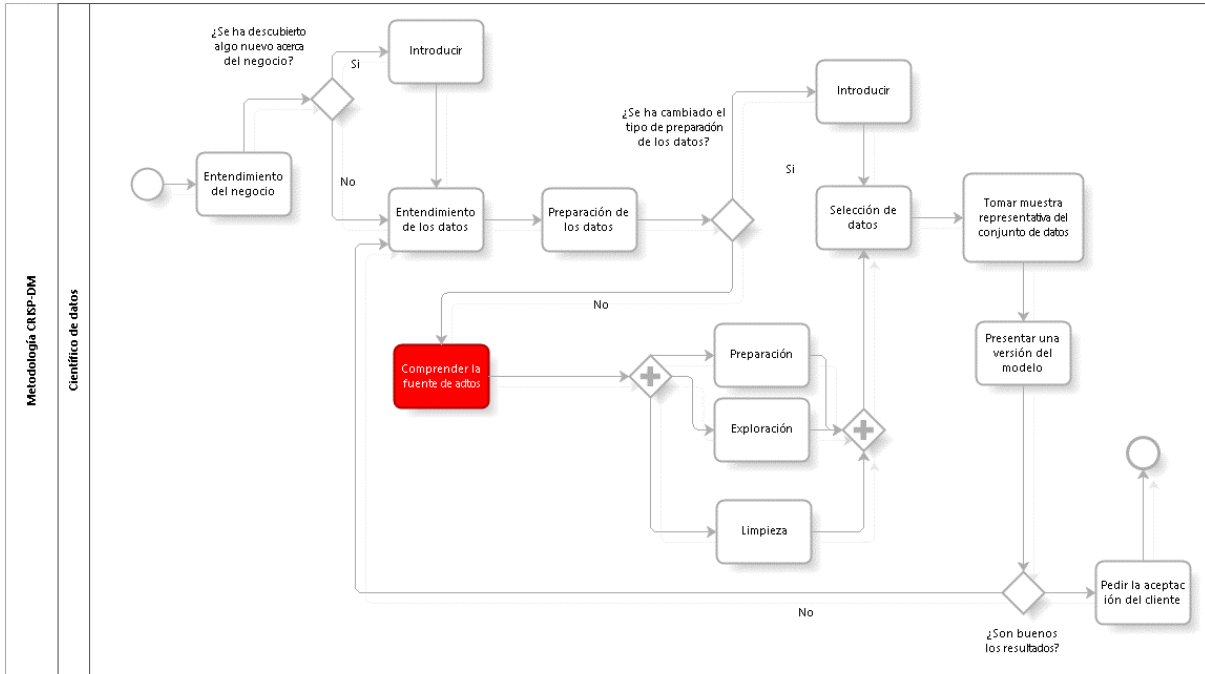 Metodología CRISP-DM
Científico de datos
¿Se ha descubierto
algo nuevo acerca
del negocio?
Si
Introducir
No
Entendimiento
del negocio
Entendimiento
de los datos
Preparación de
los datos
¿Se ha cambiado el
tipo de preparación
de los datos?
Introducir
Si
Selección de
datos
Tomar muestra
representativa del
conjunto de datos
No
Comprender la
fuente de adtos
Preparación
Exploración
Limpieza
Presentar una
versión del
modelo
No
Pedir la aceptac
ión del cliente
¿Son buenos
los resultados?